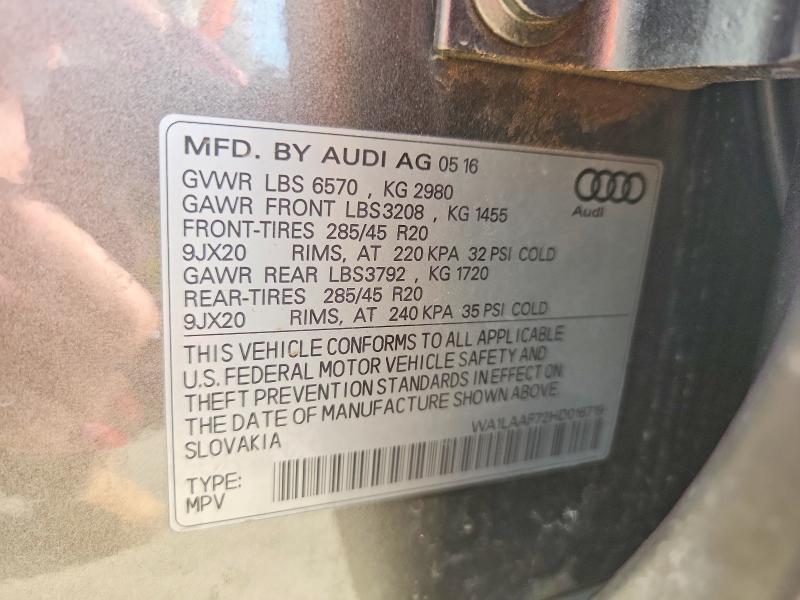 MFD. BY AUDI AG 05 16
GVWR LBS 6570 , KG 2980
GAWR FRONT LBS3208 , KG 1455
FRONT-TIRES 285/45 R20
9JX20 RIMS, AT 220 KPA 32 PSI COLD
GAWR REAR LBS3792 , KG 1720
REAR-TIRES 285/45 R20
9JX20 RIMS, AT 240 KPA 35 PSI COLD
Audi
THIS VEHICLE CONFORMS TO ALL APPLICABLE
U.S. FEDERAL MOTOR VEHICLE SAFETY AND
THEFT PREVENTION STANDARDS IN EFFECT ON
THE DATE OF MANUFACTURE SHOWN ABOVE.
SLOVAKIA
WA1LAAF72HD016719
TYPE:
MPV